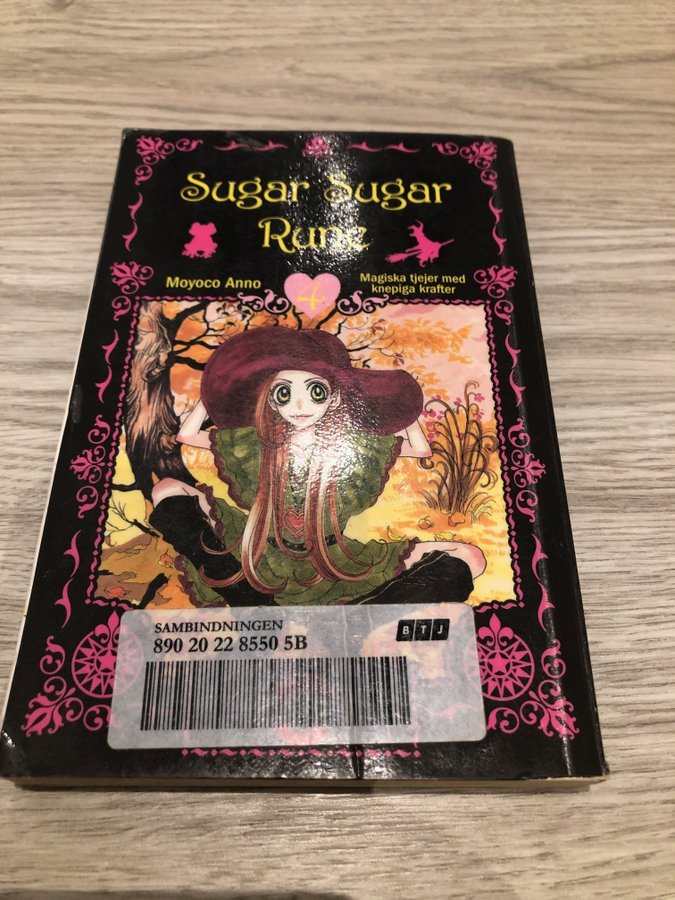 Sugar Sugar
Rune
Moyoco Anno
4
Magiska tjejer med
knepiga krafter
SAMBINDNINGEN
890 20 22 8550 5B
BTJ